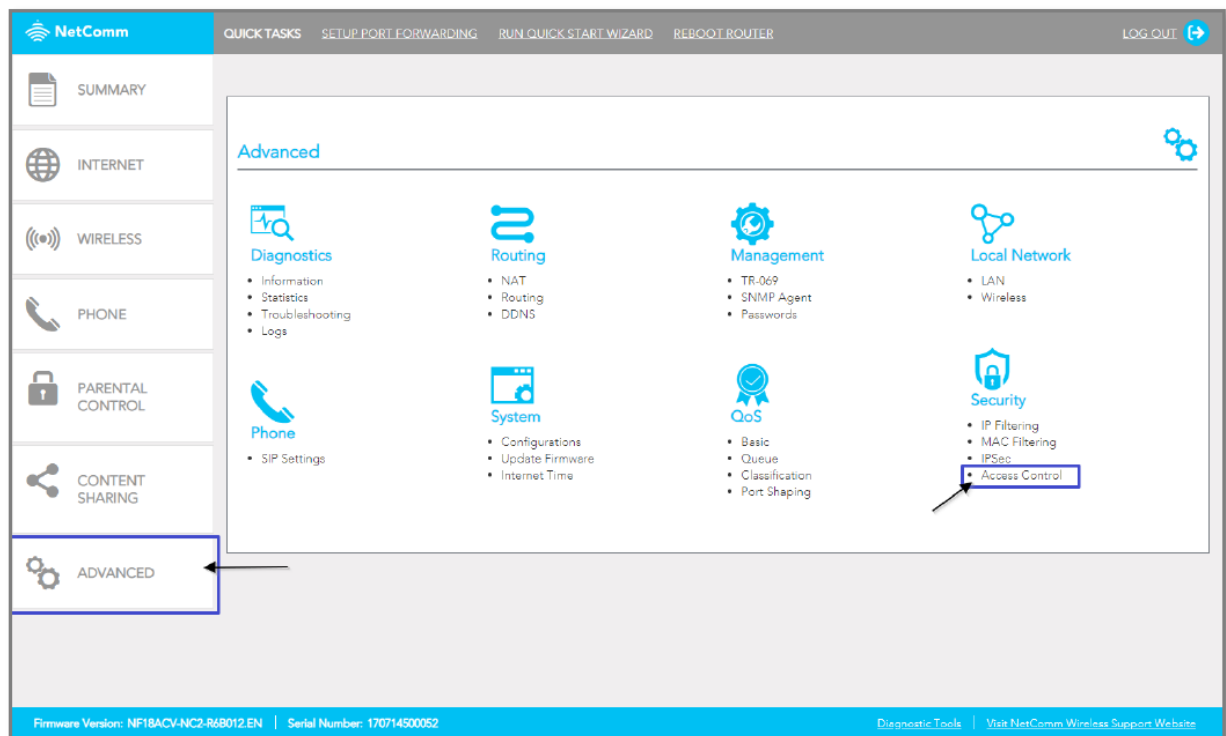 NetComm
QUICK TASKS SETUP PORT FORWARDING RUN QUICK START WIZARD REBOOT ROUTER LOG OUT
SUMMARY
INTERNET
WIRELESS
PHONE
PARENTAL
CONTROL
CONTENT
SHARING
ADVANCED
Advanced
Diagnostics
• Information
• Statistics
• Troubleshooting
• Logs
Routing
• NAT
• Routing
• DDNS
Management
• TR-069
• SNMP Agent
• Passwords
Local Network
• LAN
• Wireless
Phone
• SIP Settings
System
• Configurations
• Update Firmware
• Internet Time
QoS
• Basic
• Queue
• Classification
• Port Shaping
Security
• IP Filtering
• MAC Filtering
• IPSec
• Access Control
Firmware Version: NF18ACV-NC2-R6B012.EN Serial Number: 170714500052 Diagnostic Tools Visit NetComm Wireless Support Website